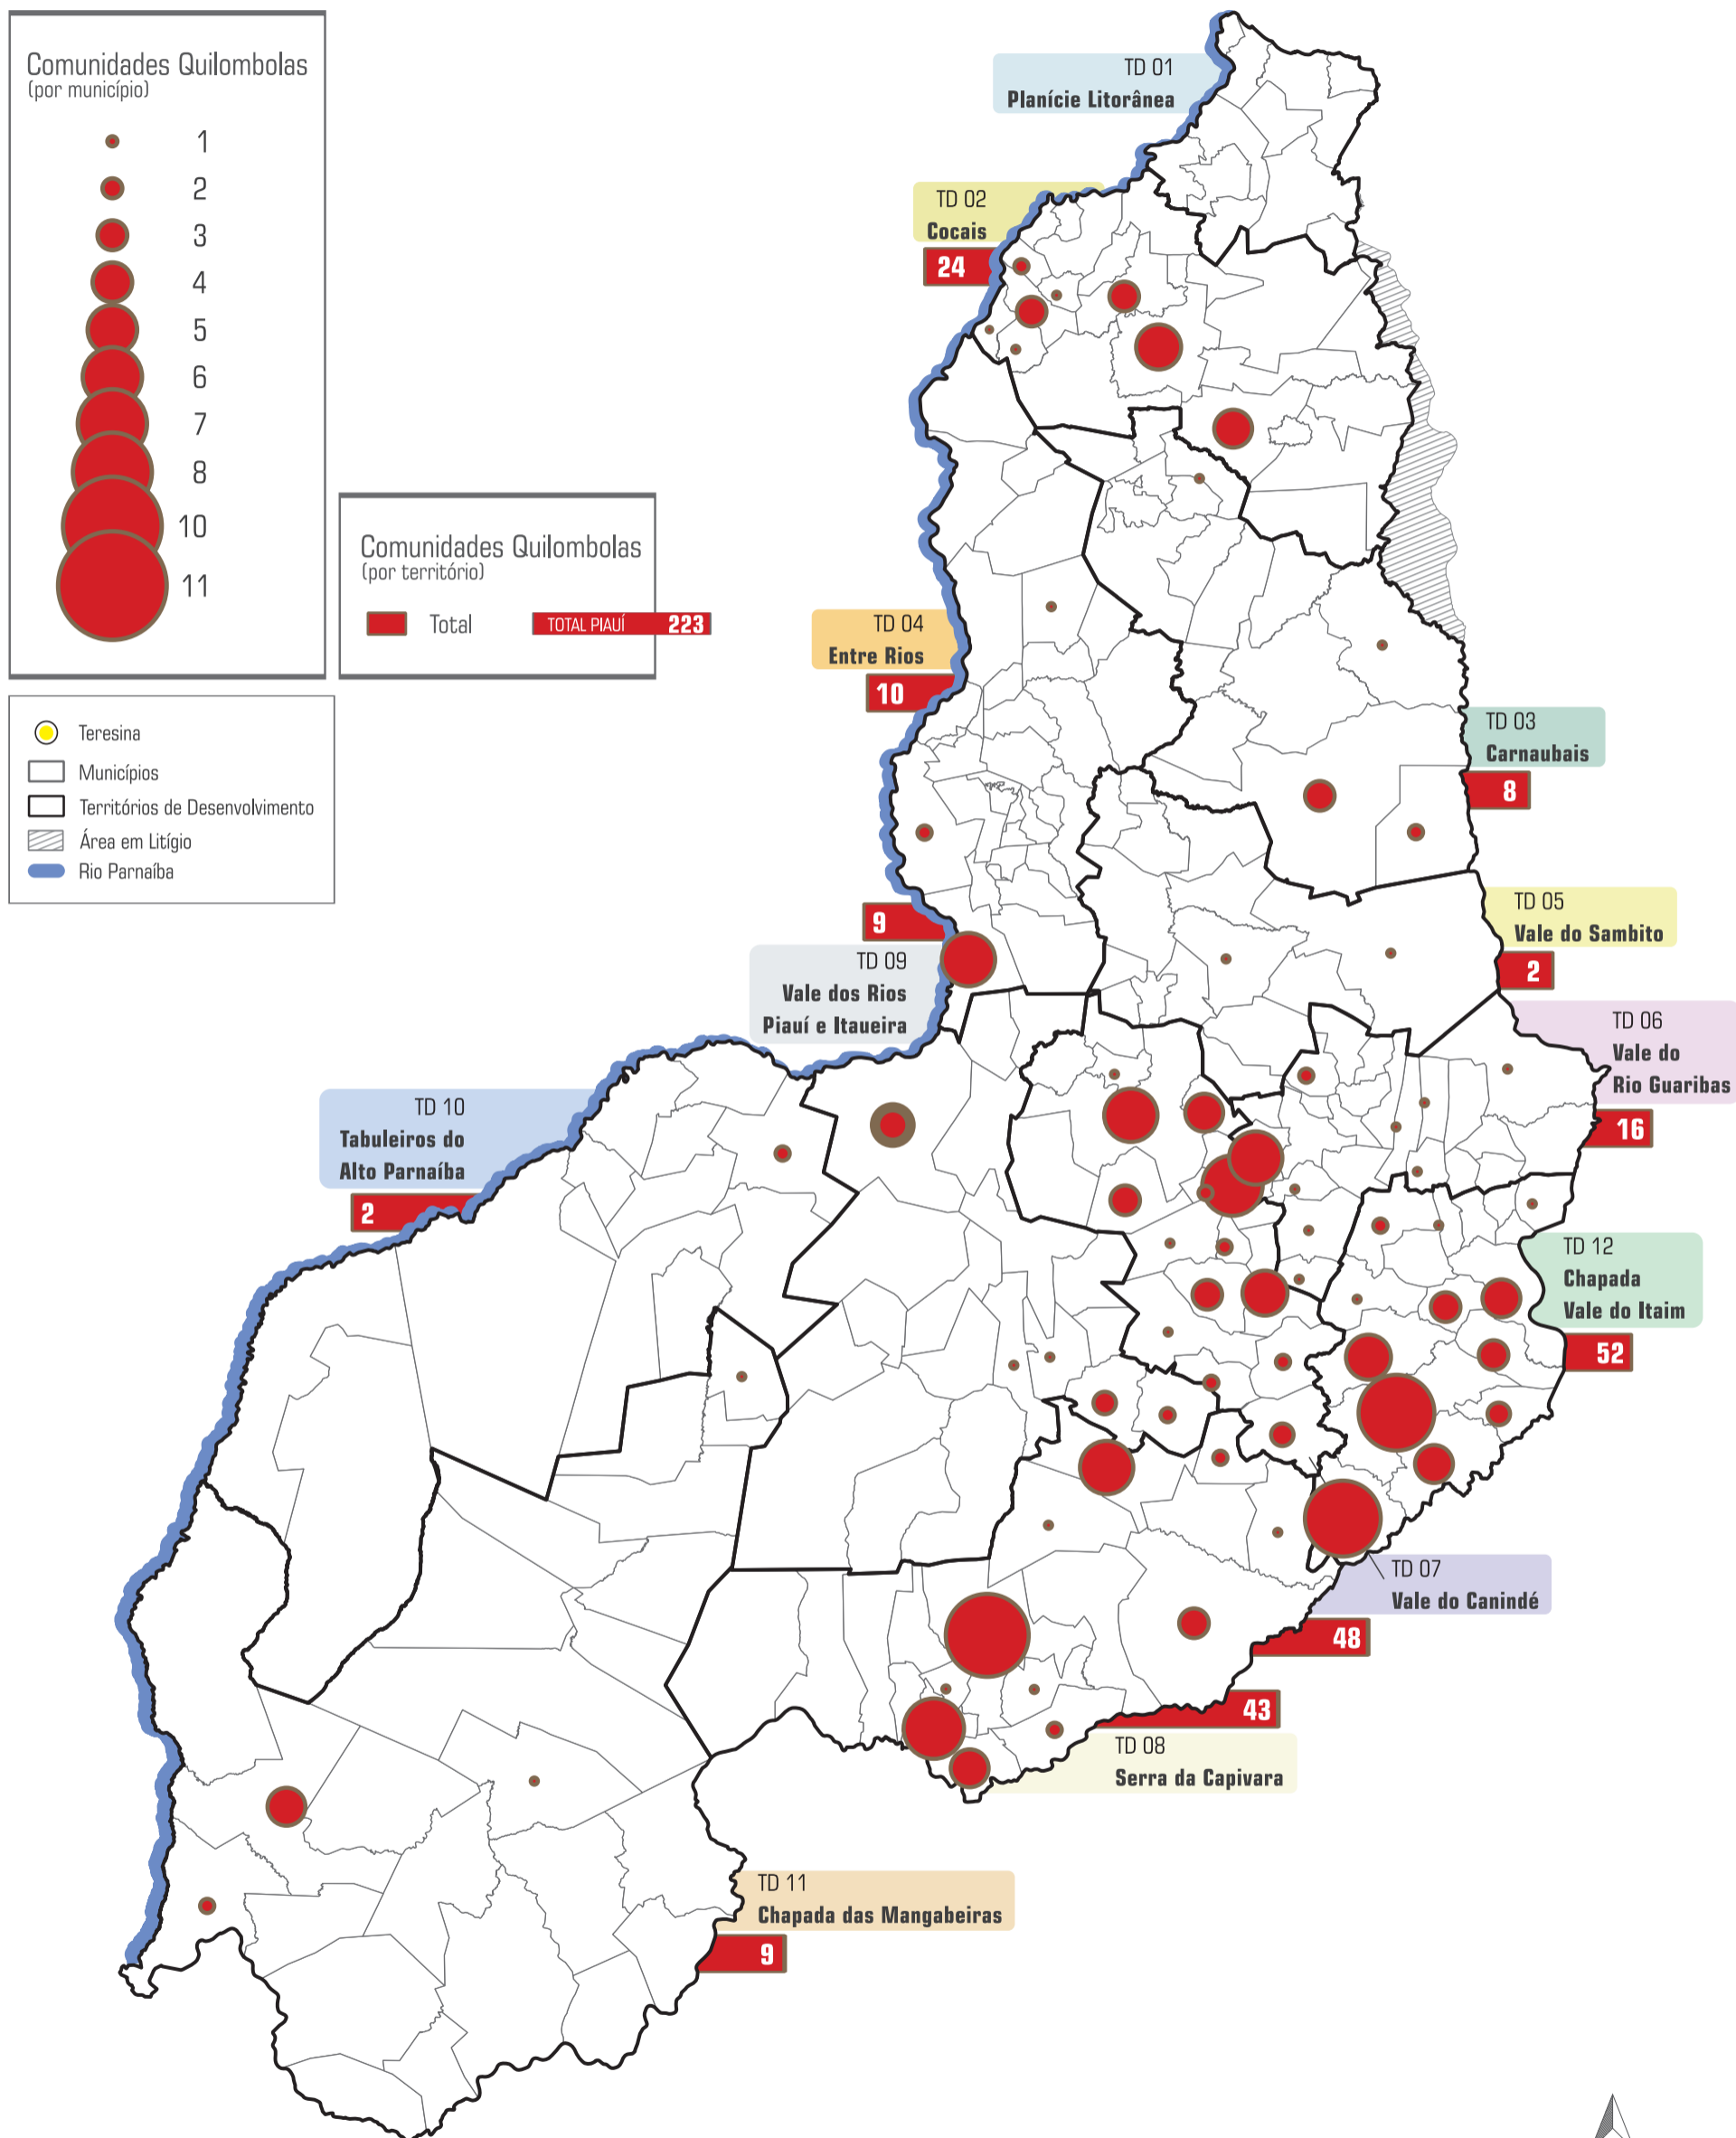 Comunidades Quilombolas
(por município)
1
2
3
4
5
6
7
8
10
11
Comunidades Quilombolas
(por território)
Total
TOTAL PIAUÍ 223
Teresina
Municípios
Territórios de Desenvolvimento
Área em Litígio
Rio Parnaíba
TD 01
Planície Litorânea
TD 02
Cocais
24
TD 04
Entre Rios
10
TD 03
Carnaubais
8
9
TD 09
Vale dos Rios
Piauí e Itaueira
TD 05
Vale do Sambito
2
TD 06
Vale do
Rio Guaribas
16
TD 10
Tabuleiros do
Alto Parnaíba
2
TD 12
Chapada
Vale do Itaim
52
TD 07
Vale do Canindé
48
43
TD 08
Serra da Capivara
TD 11
Chapada das Mangabeiras
9